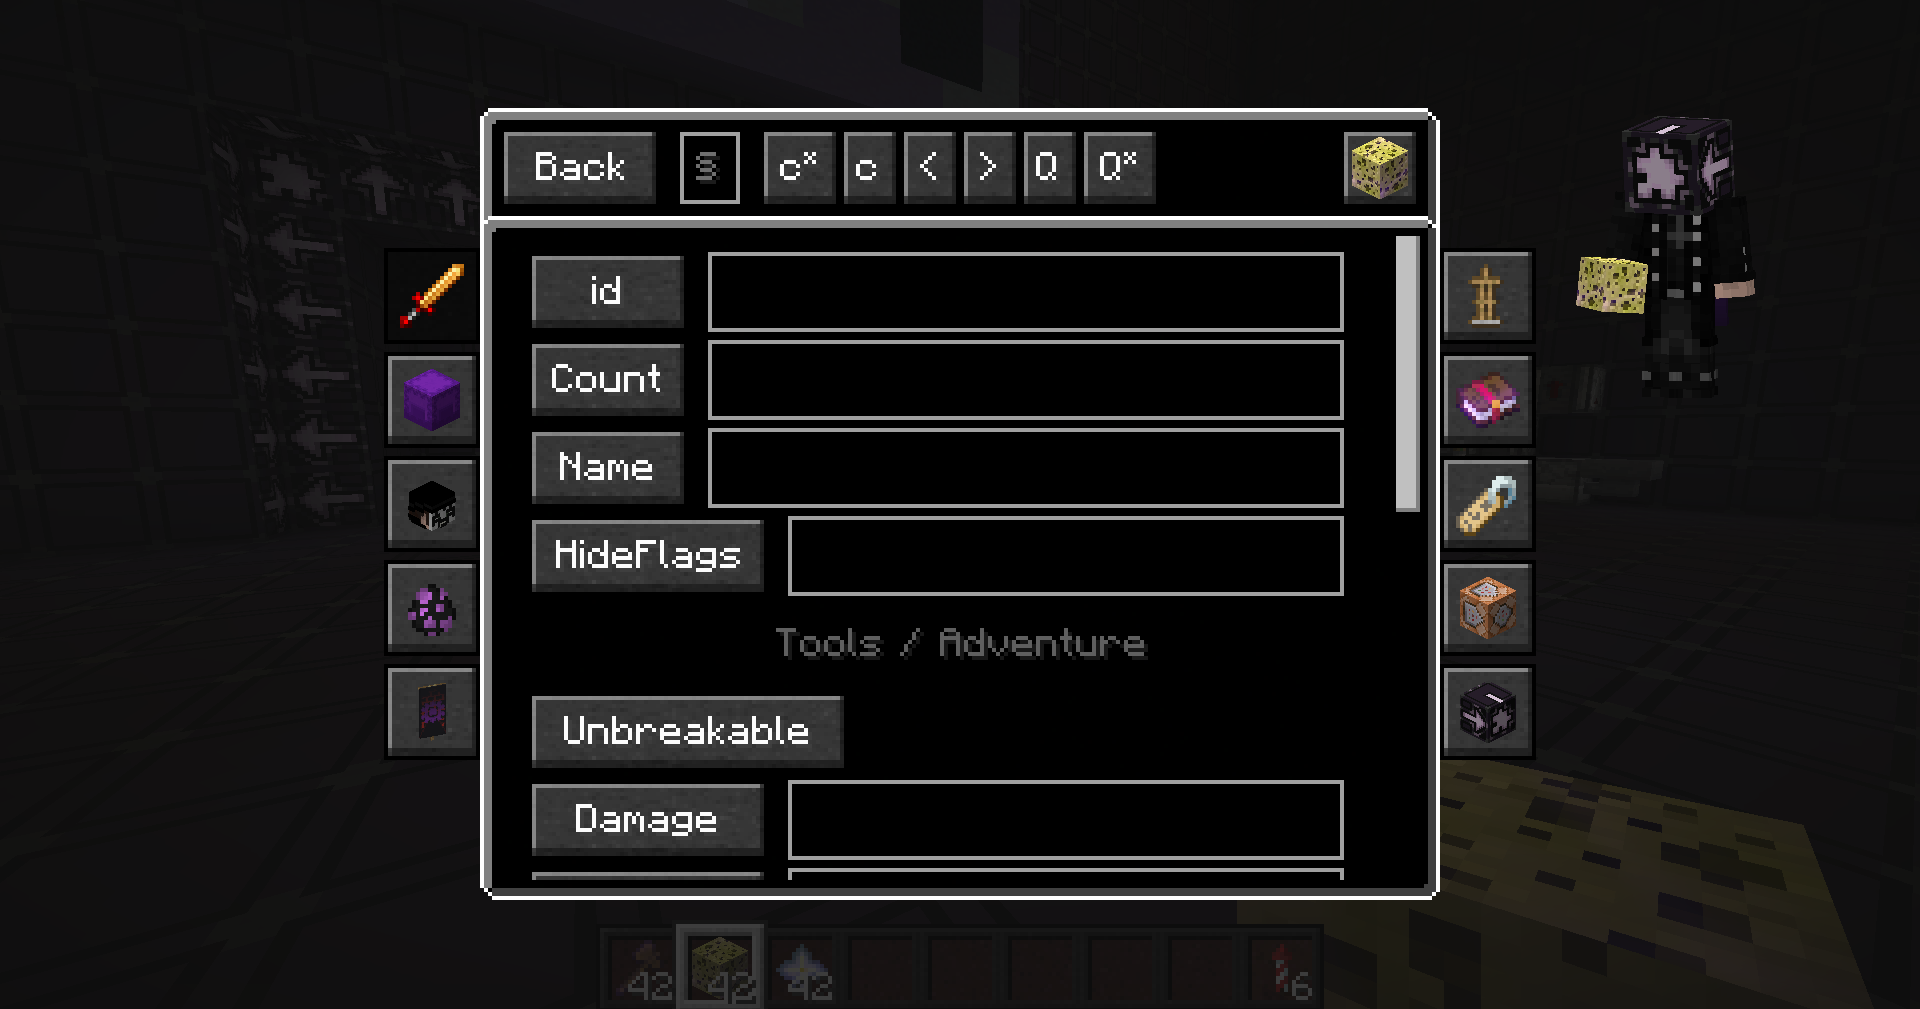 Back c× c < > Q Q×
id
Count
Name
HideFlags
Tools / Adventure
Unbreakable
Damage
42 42 42 6